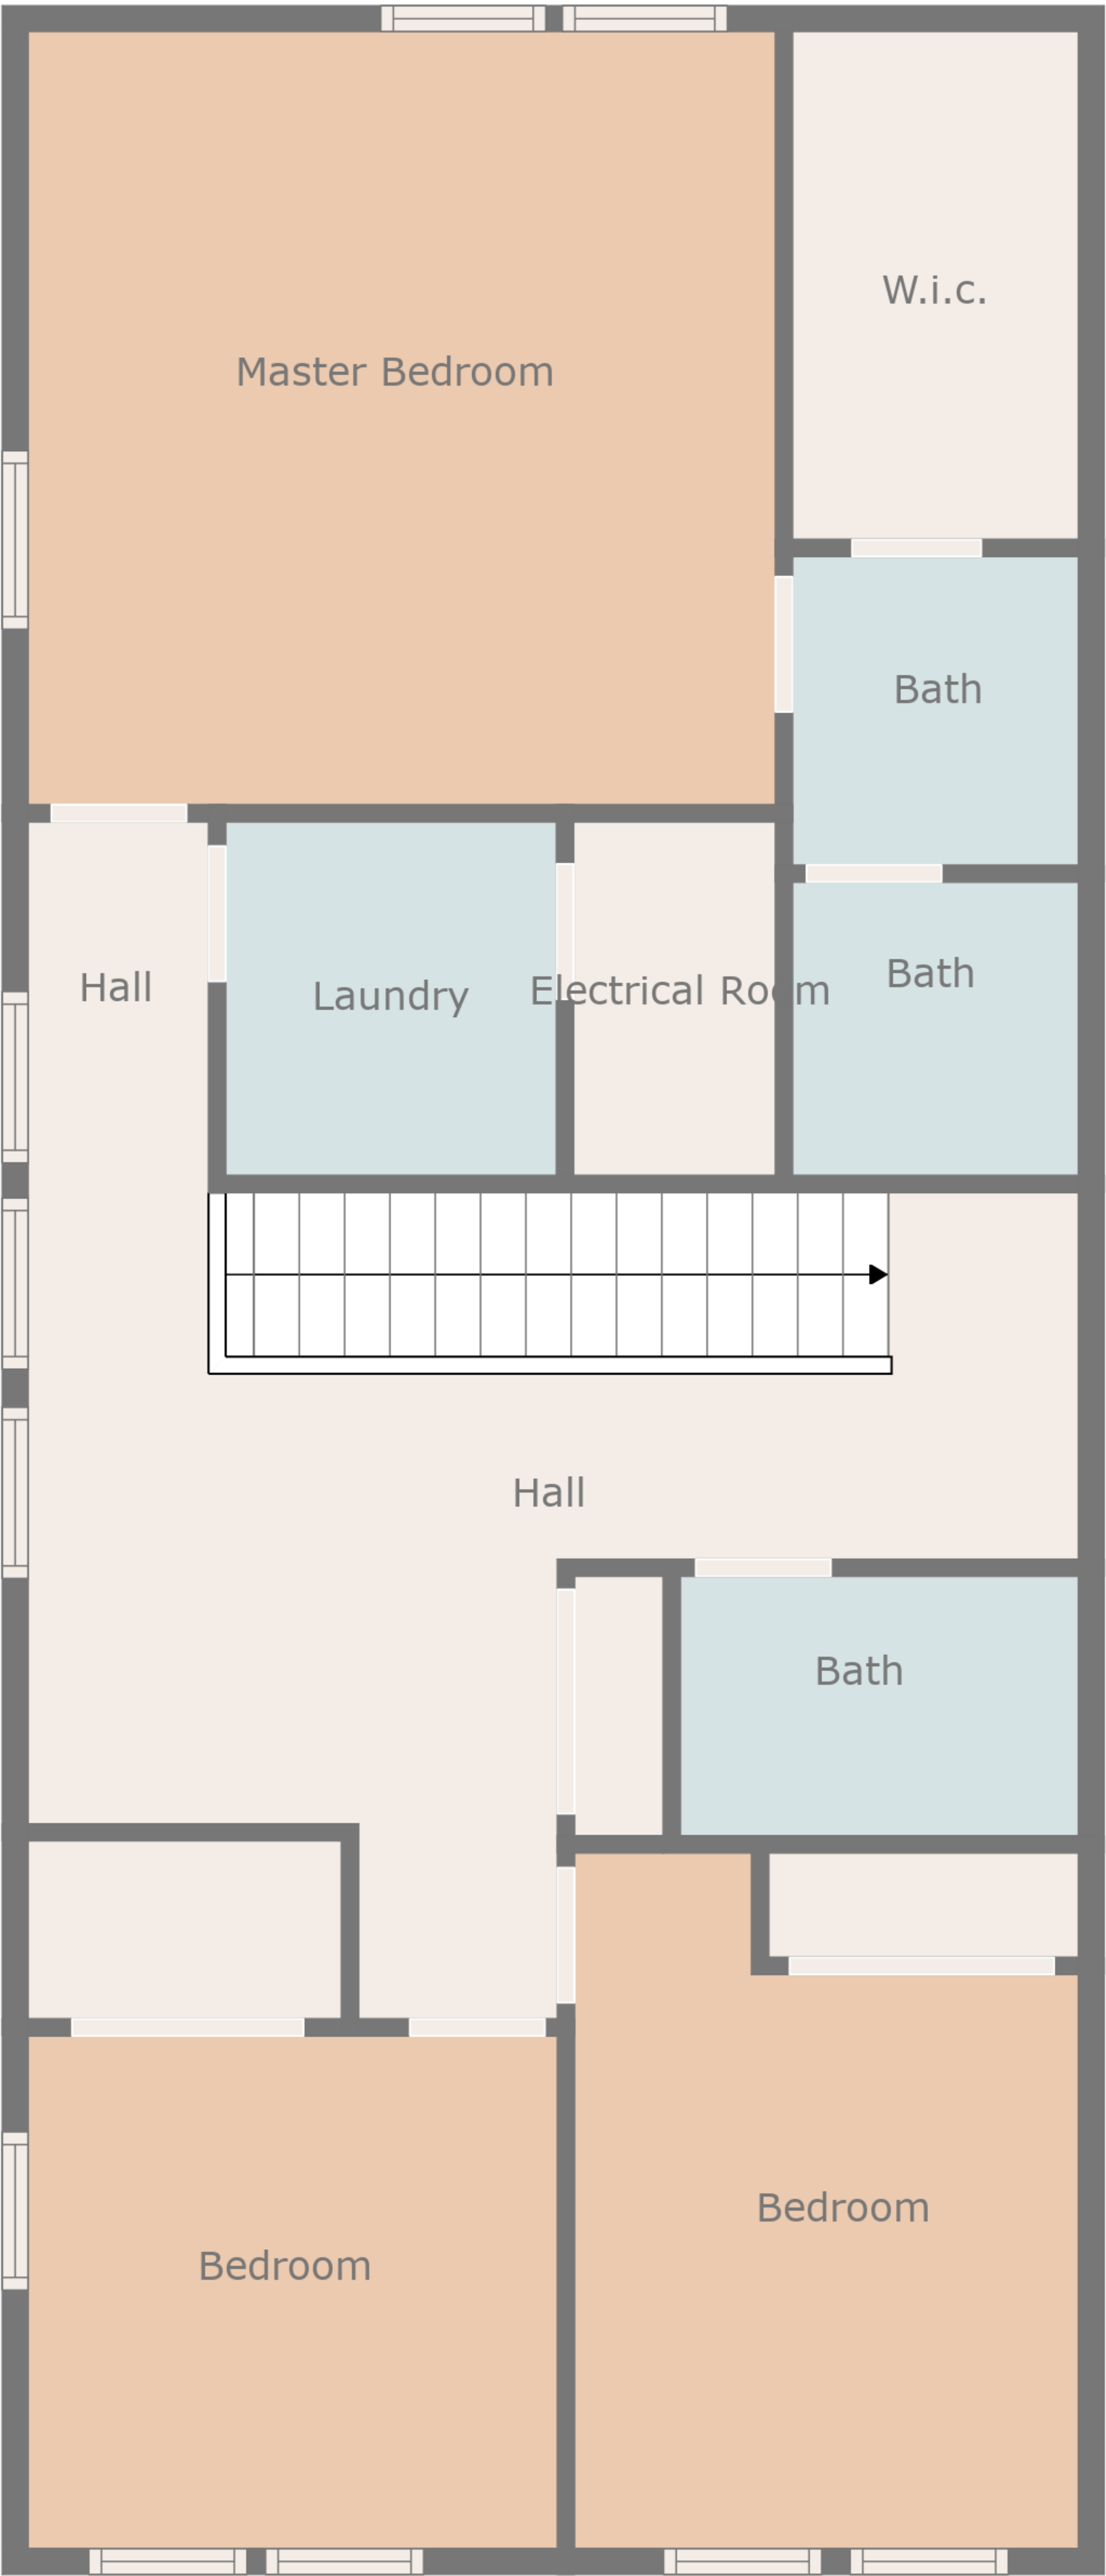 W.i.c.
Master Bedroom
Bath
Hall
Laundry
Electrical Room
Bath
Hall
Bath
Bedroom
Bedroom